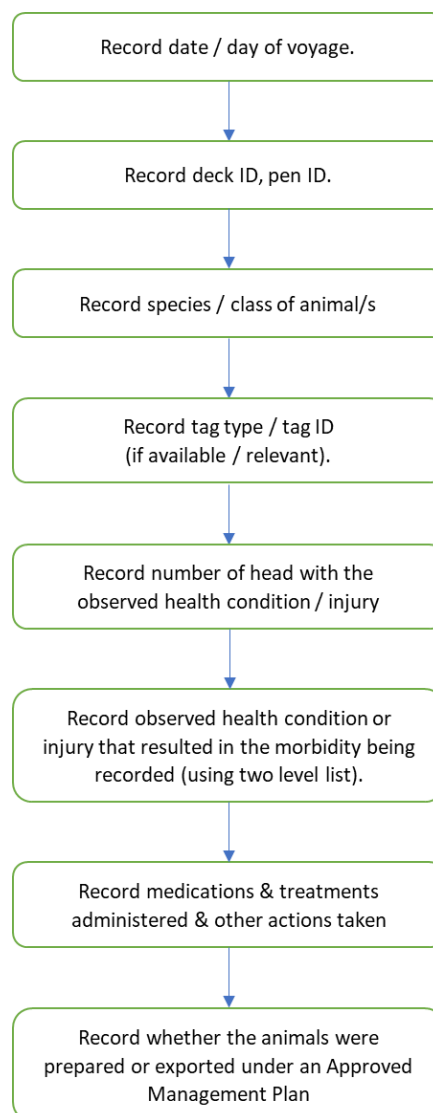 Record date / day of voyage.
Record deck ID, pen ID.
Record species / class of animal/s
Record tag type / tag ID
(if available / relevant).
Record number of head with the
observed health condition / injury
Record observed health condition or
injury that resulted in the morbidity being
recorded (using two level list).
Record medications & treatments
administered & other actions taken
Record whether the animals were
prepared or exported under an Approved
Management Plan